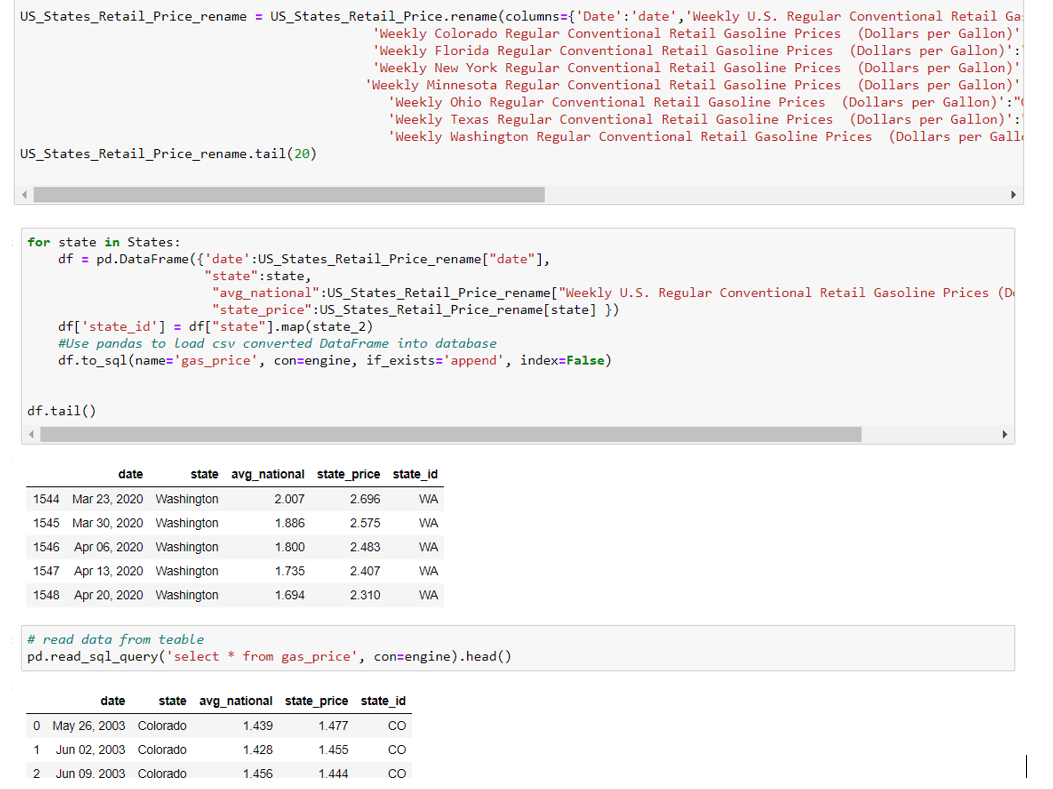 US_States_Retail_Price_rename = US_States_Retail_Price.rename(columns={'Date':'date','Weekly U.S. Regular Conventional Retail Ga
'Weekly Colorado Regular Conventional Retail Gasoline Prices  (Dollars per Gallon)'
'Weekly Florida Regular Conventional Retail Gasoline Prices  (Dollars per Gallon)':
'Weekly New York Regular Conventional Retail Gasoline Prices  (Dollars per Gallon)'
'Weekly Minnesota Regular Conventional Retail Gasoline Prices  (Dollars per Gallon)'
'Weekly Ohio Regular Conventional Retail Gasoline Prices  (Dollars per Gallon)':"
'Weekly Texas Regular Conventional Retail Gasoline Prices  (Dollars per Gallon)':
'Weekly Washington Regular Conventional Retail Gasoline Prices  (Dollars per Gall
US_States_Retail_Price_rename.tail(20)
for state in States:
df = pd.DataFrame({'date':US_States_Retail_Price_rename["date"],
"state":state,
"avg_national":US_States_Retail_Price_rename["Weekly U.S. Regular Conventional Retail Gasoline Prices (D
"state_price":US_States_Retail_Price_rename[state] })
df['state_id'] = df["state"].map(state_2)
#Use pandas to load csv converted DataFrame into database
df.to_sql(name='gas_price', con=engine, if_exists='append', index=False)
df.tail()
date state avg_national state_price state_id
1544 Mar 23, 2020 Washington 2.007 2.696 WA
1545 Mar 30, 2020 Washington 1.886 2.575 WA
1546 Apr 06, 2020 Washington 1.800 2.483 WA
1547 Apr 13, 2020 Washington 1.735 2.407 WA
1548 Apr 20, 2020 Washington 1.694 2.310 WA
# read data from teable
pd.read_sql_query('select * from gas_price', con=engine).head()
date state avg_national state_price state_id
0 May 26, 2003 Colorado 1.439 1.477 CO
1 Jun 02, 2003 Colorado 1.428 1.455 CO
2 Jun 09, 2003 Colorado 1.456 1.444 CO